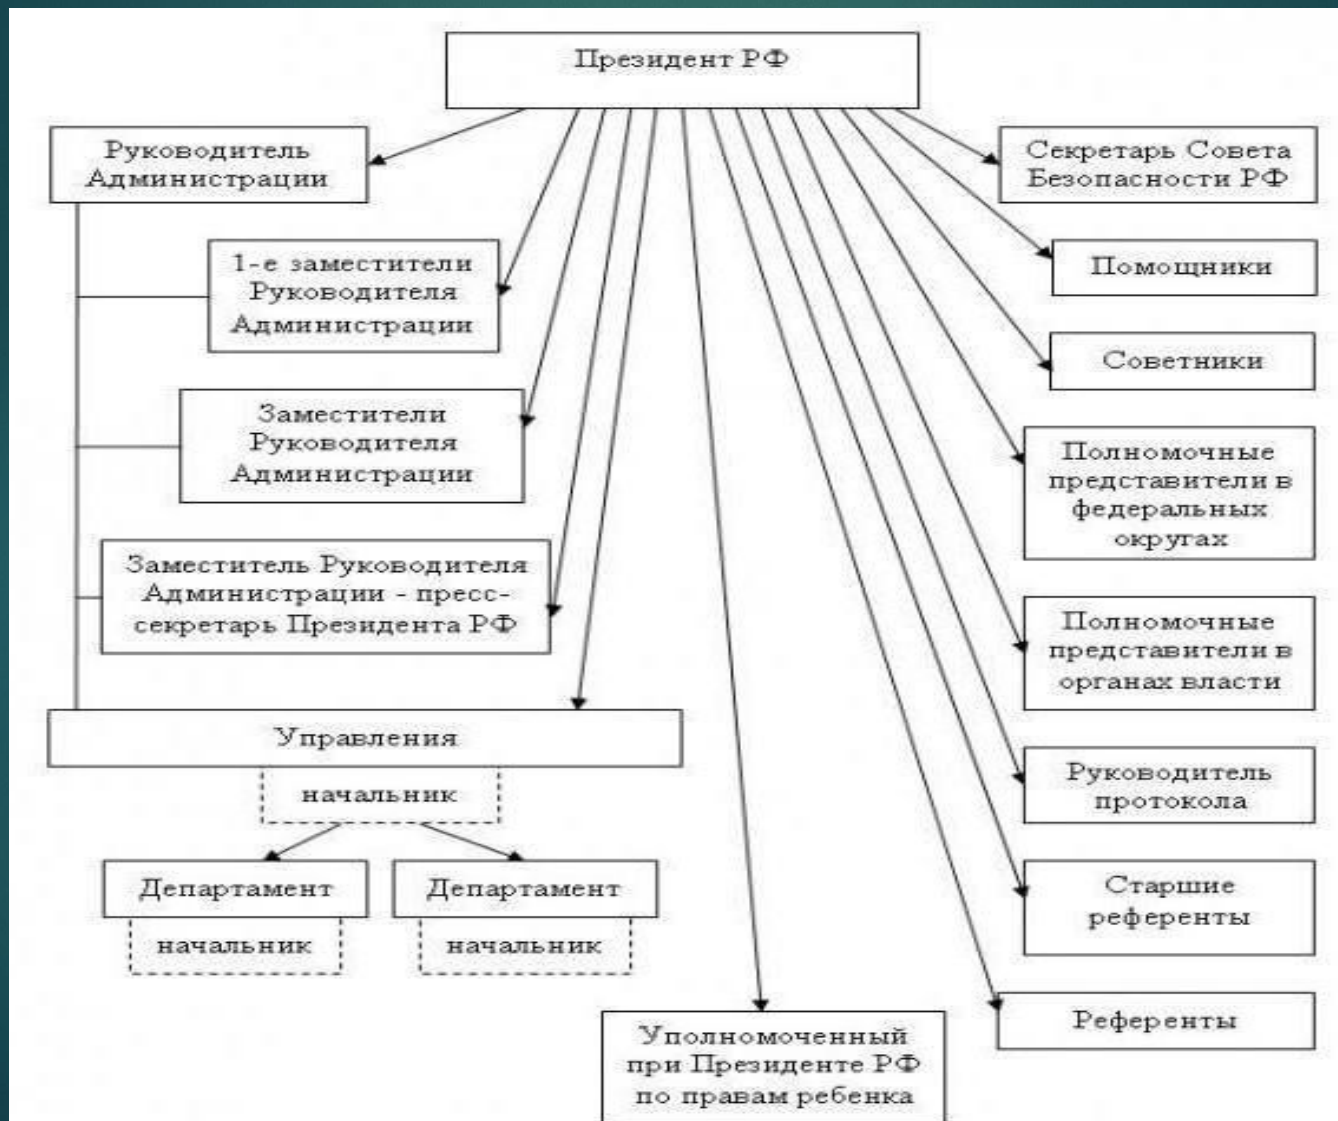 Президент РФ
Руководитель
Администрации
1-е заместители
Руководителя
Администрации
Заместители
Руководителя
Администрации
Заместитель Руководителя
Администрации - пресс-
секретарь Президента РФ
Управления
начальник
Департамент
начальник
Департамент
начальник
Уполномоченный
при Президенте РФ
по правам ребенка
Секретарь Совета
Безопасности РФ
Помощники
Советники
Полномочные
представители в
федеральных
округах
Полномочные
представители в
органах власти
Руководитель
протокола
Старшие
референты
Референты